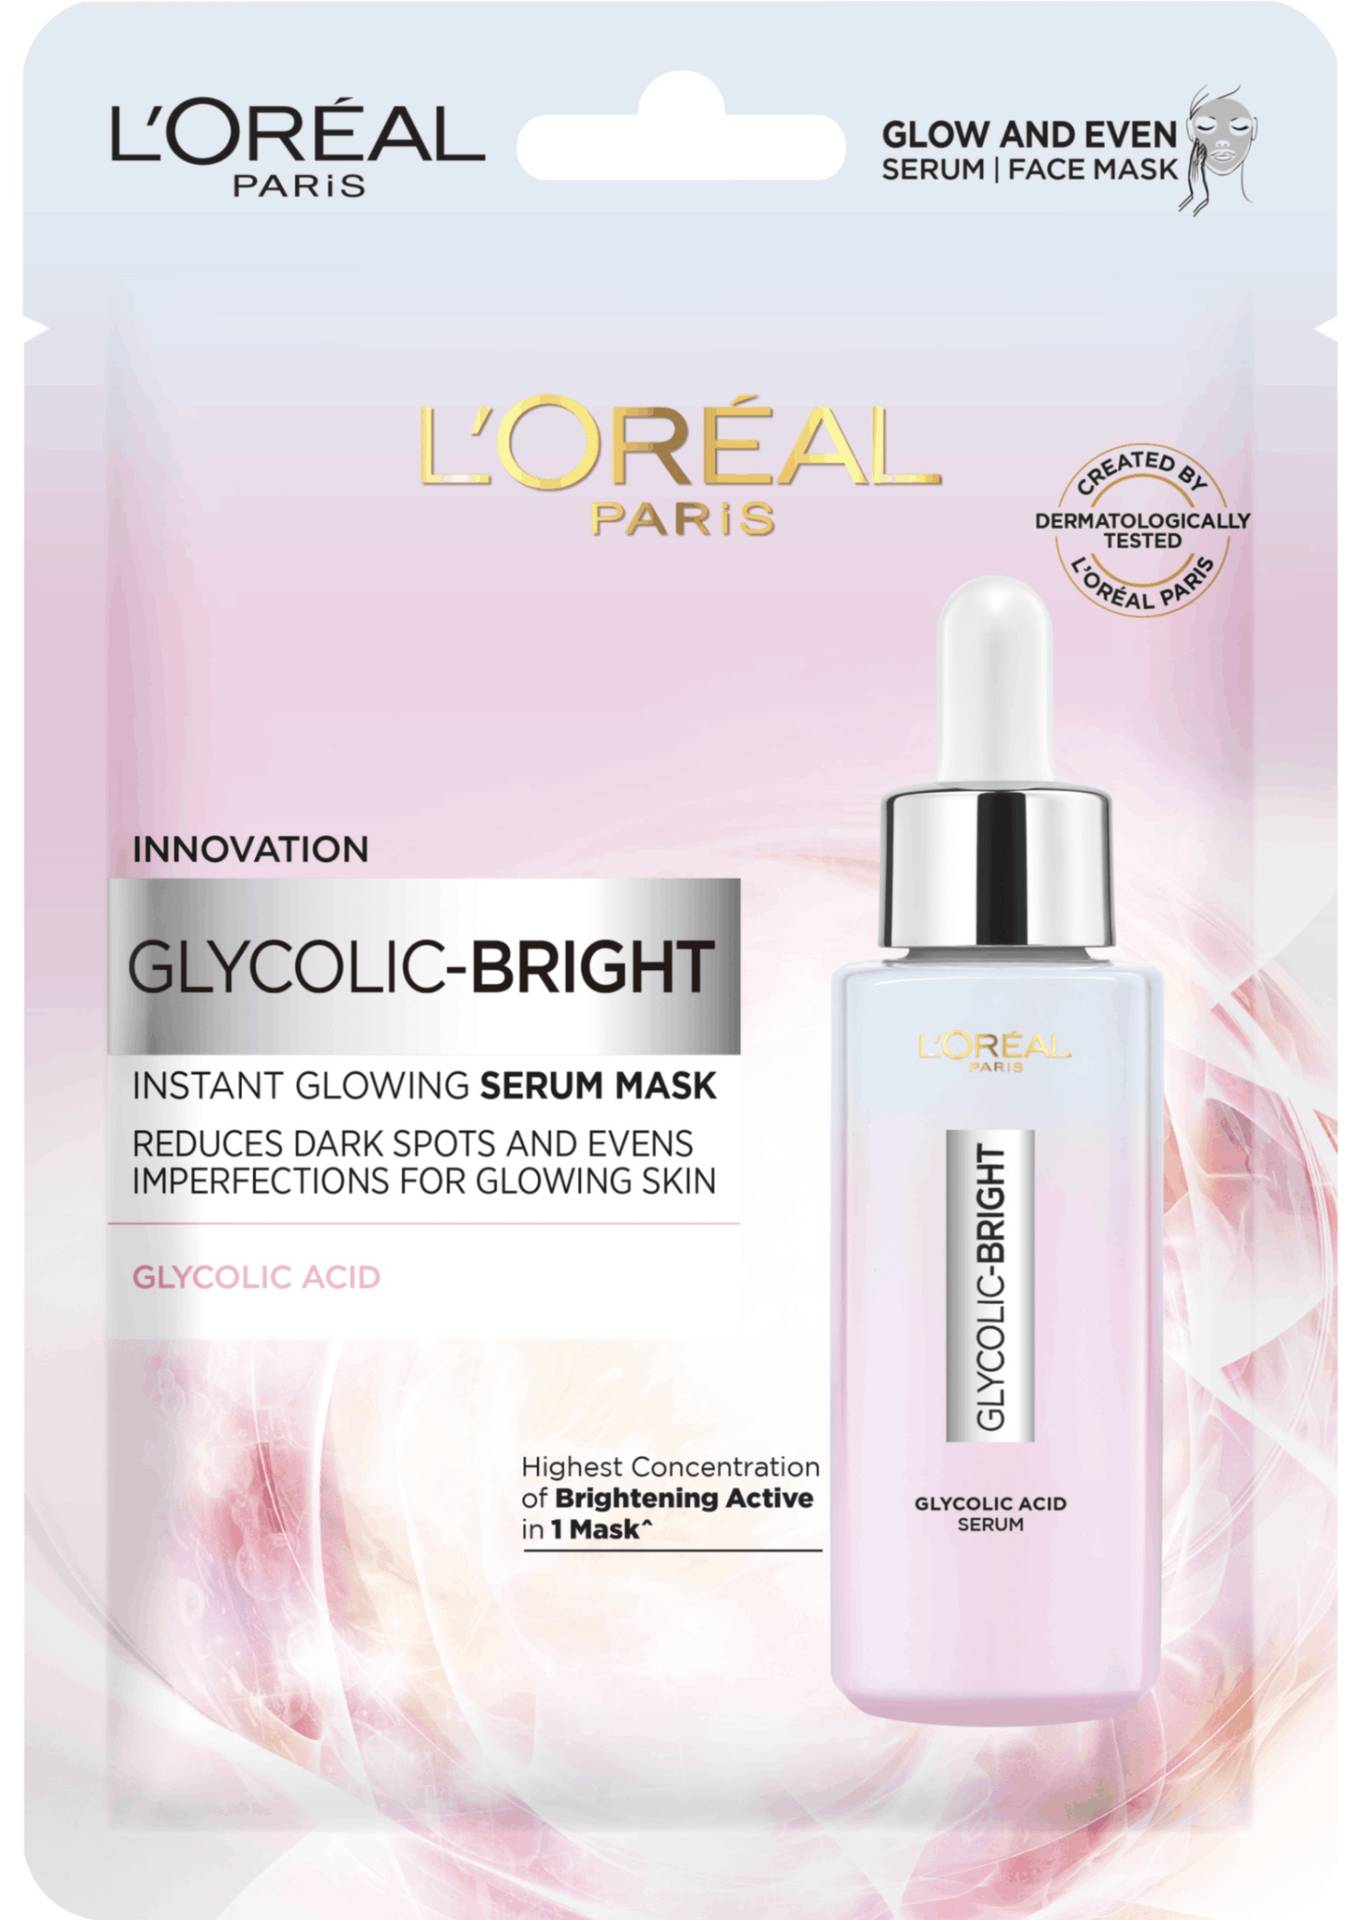 L'ORÉAL
PARiS
GLOW AND EVEN
SERUM | FACE MASK
L'ORÉAL
PARiS
CREATED BY
DERMATOLOGICALLY
TESTED
L'ORÉAL PARIS
INNOVATION
GLYCOLIC-BRIGHT
INSTANT GLOWING SERUM MASK
REDUCES DARK SPOTS AND EVENS
IMPERFECTIONS FOR GLOWING SKIN
GLYCOLIC ACID
Highest Concentration
of Brightening Active
in 1 Mask^
L'ORÉAL
PARIS
GLYCOLIC-BRIGHT
GLYCOLIC ACID
SERUM